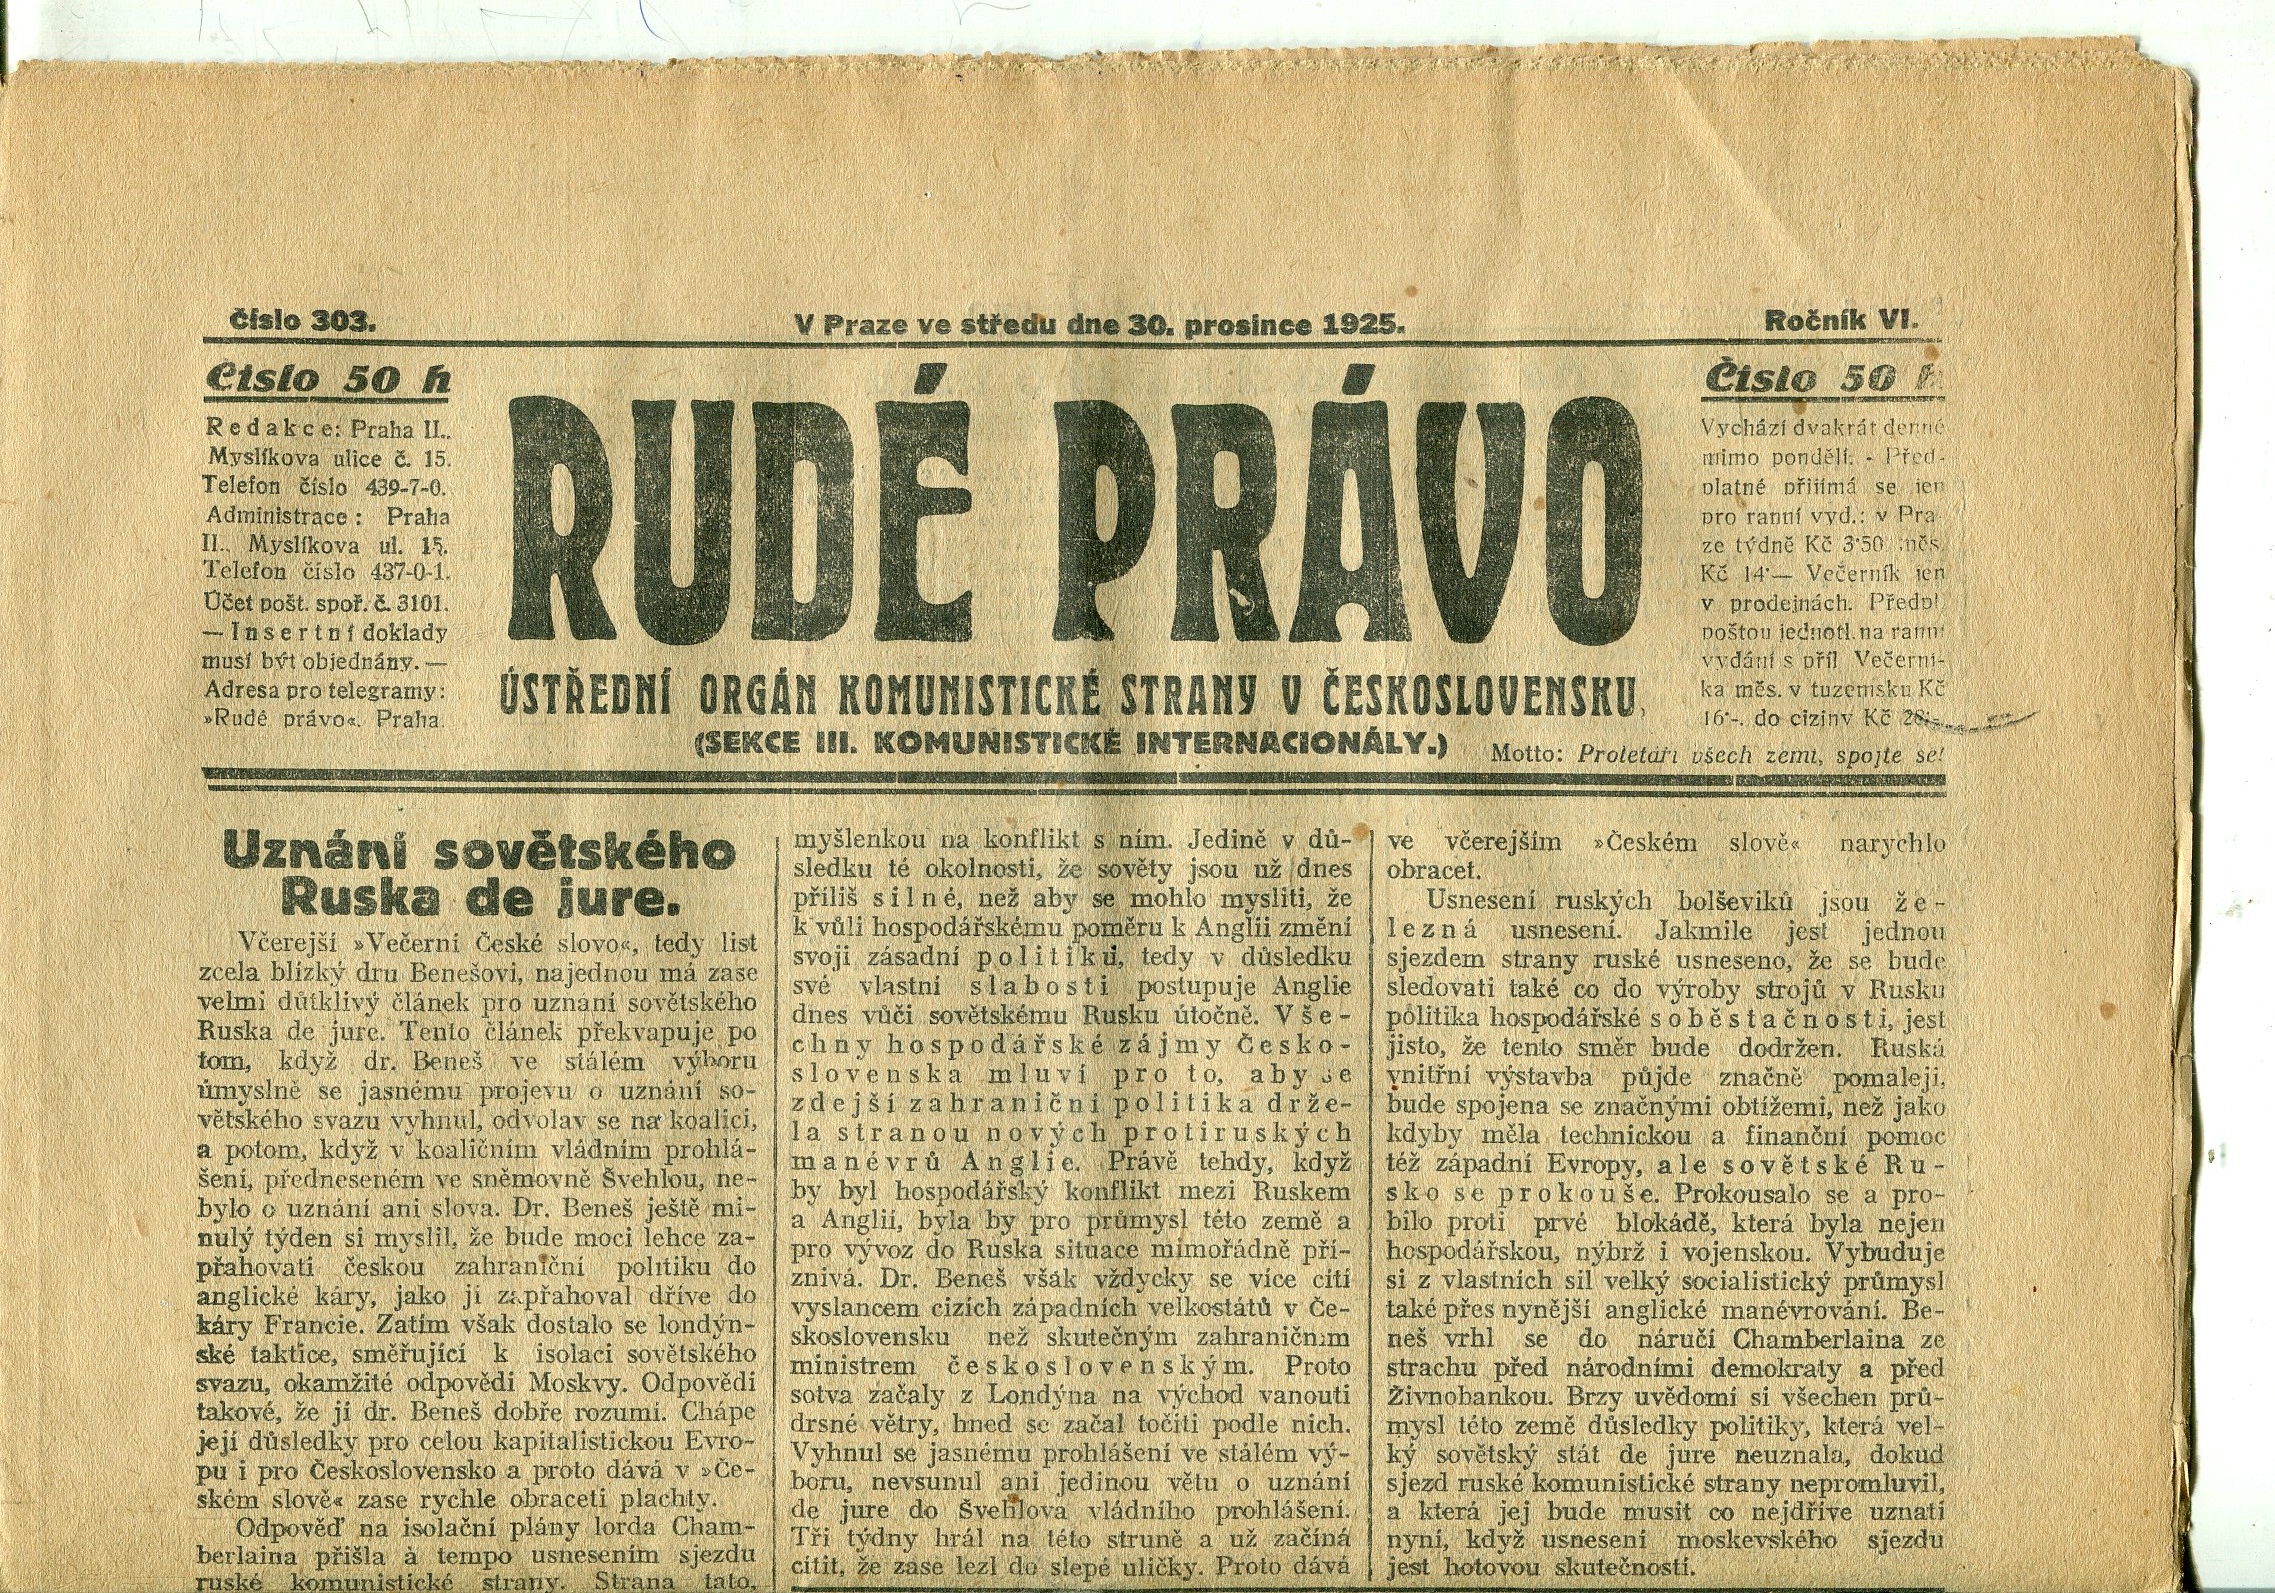 Číslo 303.
V Praze ve středu dne 30. prosince 1925.
Ročník VI.
Číslo 50 h
Redakce: Praha II.,
Myslíkova ulice č. 15.
Telefon číslo 439-7-0.
Administrace: Praha
II., Myslíkova ul. 15.
Telefon číslo 437-0-1.
Účet pošt. spoř. č. 3101.
— Insertní doklady
musí být objednány. —
Adresa pro telegramy:
»Rudé právo«, Praha.
RUDÉ PRÁVO
ÚSTŘEDNÍ ORGÁN KOMUNISTICKÉ STRANY V ČESKOSLOVENSKU,
(SEKCE III. KOMUNISTICKÉ INTERNACIONÁLY.)
Číslo 50 h
Vychází dvakrát denně
mimo pondělí. - Před-
platné přijímá se jen
pro ranní vyd.: v Pra-
ze týdně Kč 3·50 měs.
Kč 14·— Večerník jen
v prodejnách. Předpl.
poštou jednotl. na ranní
vydání s příl. Večerní-
ka měs. v tuzemsku Kč
16·-, do ciziny Kč 26·-
Motto: Proletáři všech zemí, spojte se!
Uznání sovětského
Ruska de jure.
Včerejší »Večerní České slovo«, tedy list
zcela blízký dru Benešovi, najednou má zase
velmi důtklivý článek pro uznání sovětského
Ruska de jure. Tento článek překvapuje po
tom, když dr. Beneš ve stálém výboru
úmyslně se jasnému projevu o uznání so-
větského svazu vyhnul, odvolav se na koalici,
a potom, když v koaličním vládním prohlá-
šení, předneseném ve sněmovně Švehlou, ne-
bylo o uznání ani slova. Dr. Beneš ještě mi-
nulý týden si myslil, že bude moci lehce za-
přahovati českou zahraniční politiku do
anglické káry, jako ji zapřahoval dříve do
káry Francie. Zatím však dostalo se londýn-
ské taktice, směřující k isolaci sovětského
svazu, okamžité odpovědi Moskvy. Odpovědi
takové, že jí dr. Beneš dobře rozumí. Chápe
její důsledky pro celou kapitalistickou Evro-
pu i pro Československo a proto dává v »Če-
ském slově« zase rychle obraceti plachty.
Odpověď na isolační plány lorda Cham-
berlaina přišla à tempo usnesením sjezdu
ruské komunistické strany. Strana tato,
myšlenkou na konflikt s ním. Jedině v dů-
sledku té okolnosti, že sověty jsou už dnes
příliš silné, než aby se mohlo mysliti, že
k vůli hospodářskému poměru k Anglii změní
svoji zásadní politiku, tedy v důsledku
své vlastní slabosti postupuje Anglie
dnes vůči sovětskému Rusku útočně. Vše-
chny hospodářské zájmy Česko-
slovenska mluví pro to, aby se
zdejší zahraniční politika drže-
la stranou nových protiruských
manévrů Anglie. Právě tehdy, když
by byl hospodářský konflikt mezi Ruskem
a Anglií, byla by pro průmysl této země a
pro vývoz do Ruska situace mimořádně pří-
znivá. Dr. Beneš však vždycky se více cítí
vyslancem cizích západních velkostátů v Če-
skoslovensku než skutečným zahraničním
ministrem československým. Proto
sotva začaly z Londýna na východ vanouti
drsné větry, hned se začal točiti podle nich.
Vyhnul se jasnému prohlášení ve stálém vý-
boru, nevsunul ani jedinou větu o uznání
de jure do Švehlova vládního prohlášení.
Tři týdny hrál na této struně a už začíná
cítit, že zase lezl do slepé uličky. Proto dává
ve včerejším »Českém slově« narychlo
obracet.
Usnesení ruských bolševiků jsou že-
lezná usnesení. Jakmile jest jednou
sjezdem strany ruské usneseno, že se bude
sledovati také co do výroby strojů v Rusku
politika hospodářské soběstačnosti, jest
jisto, že tento směr bude dodržen. Ruská
vnitřní výstavba půjde značně pomaleji,
bude spojena se značnými obtížemi, než jako
kdyby měla technickou a finanční pomoc
též západní Evropy, ale sovětské Ru-
sko se prokouše. Prokousalo se a pro-
bilo proti prvé blokádě, která byla nejen
hospodářskou, nýbrž i vojenskou. Vybuduje
si z vlastních sil velký socialistický průmysl
také přes nynější anglické manévrování. Be-
neš vrhl se do náručí Chamberlaina ze
strachu před národními demokraty a před
Živnobankou. Brzy uvědomí si všechen prů-
mysl této země důsledky politiky, která vel-
ký sovětský stát de jure neuznala, dokud
sjezd ruské komunistické strany nepromluvil,
a která jej bude musit co nejdříve uznati
nyní, když usnesení moskevského sjezdu
jest hotovou skutečností.